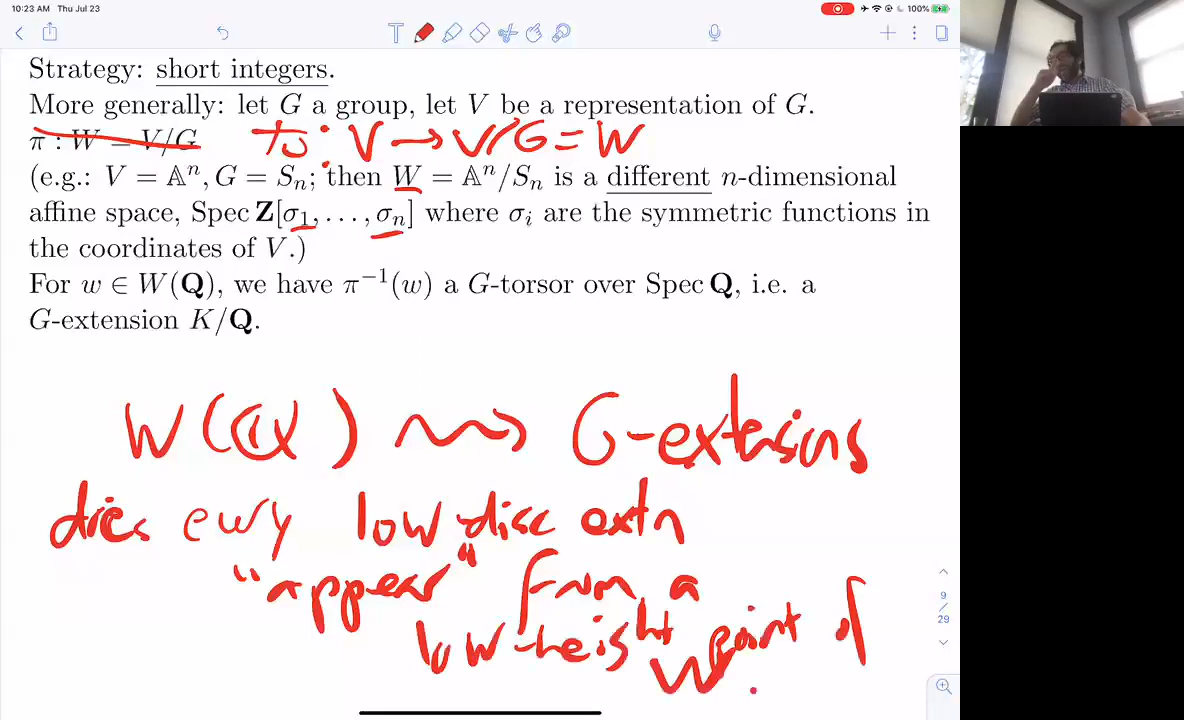 10:23 AM Thu Jul 23
100%
Strategy: short integers.
More generally: let G a group, let V be a representation of G.
π : W = V/G π: V → V/G = W
(e.g.: V = 𝔸ⁿ, G = Sₙ; then W = 𝔸ⁿ/Sₙ is a different n-dimensional
affine space, Spec Z[σ₁, …, σₙ] where σᵢ are the symmetric functions in
the coordinates of V.)
For w ∈ W(Q), we have π⁻¹(w) a G-torsor over Spec Q, i.e. a
G-extension K/Q.
W(Q) ⇝ G-extensions
does every low-disc extn
"appear" from a
low-height point of
W
9
/
29